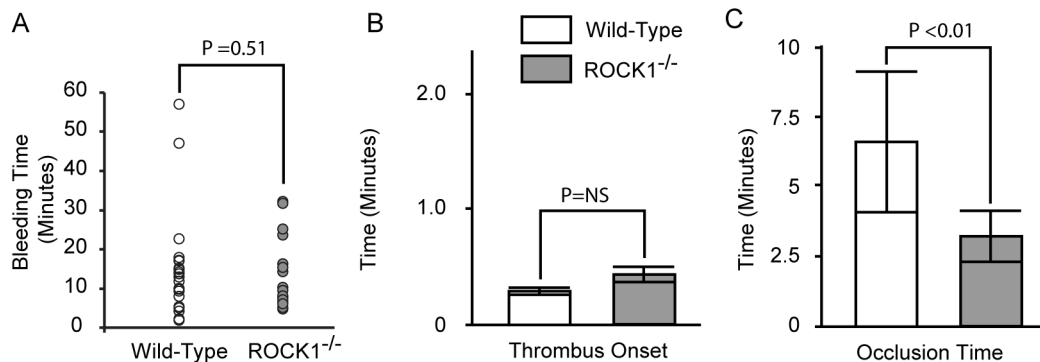 A
P =0.51
Bleeding Time
(Minutes)
60
50
40
30
20
10
0
Wild-Type
ROCK1-/-
B
Wild-Type
ROCK1-/-
Time (Minutes)
2.0
1.0
0
P=NS
Thrombus Onset
C
P <0.01
Time (Minutes)
10
7.5
5
2.5
0
Occlusion Time